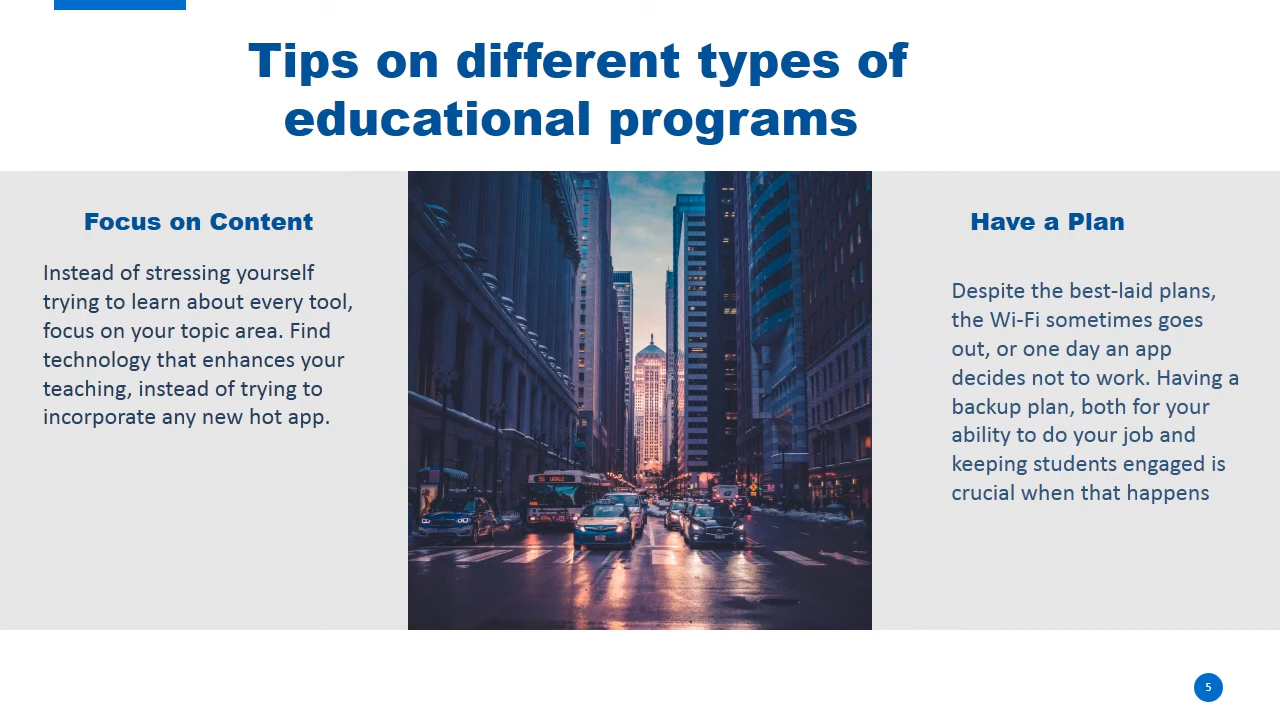 Tips on different types of
educational programs
Focus on Content
Instead of stressing yourself
trying to learn about every tool,
focus on your topic area. Find
technology that enhances your
teaching, instead of trying to
incorporate any new hot app.
Have a Plan
Despite the best-laid plans,
the Wi-Fi sometimes goes
out, or one day an app
decides not to work. Having a
backup plan, both for your
ability to do your job and
keeping students engaged is
crucial when that happens
5